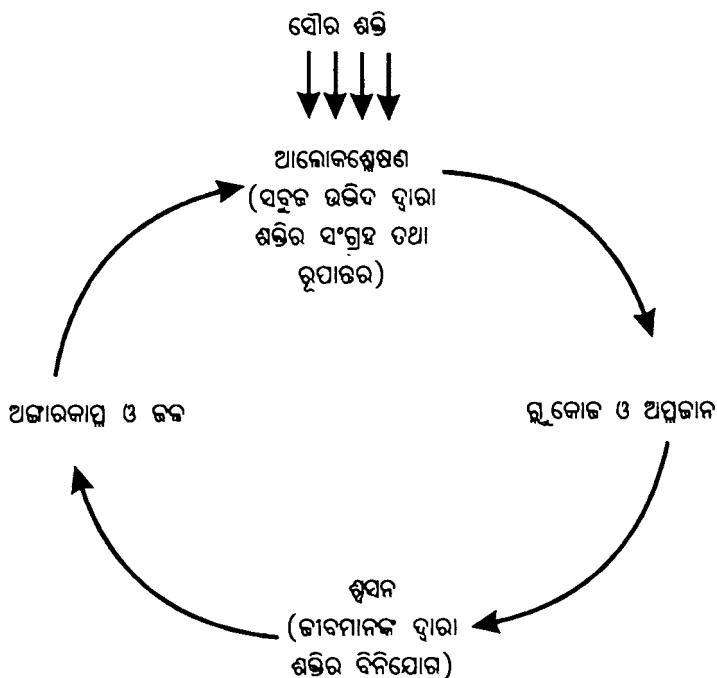 ସୌର ଶକ୍ତି
ଆଲୋକଶ୍ଳେଷଣ
(ସବୁଜ ଉଦ୍ଭିଦ ଦ୍ୱାରା
ଶକ୍ତିର ସଂଗ୍ରହ ତଥା
ରୂପାନ୍ତର)
ଅଙ୍ଗାରକାମ୍ଳ ଓ ଜଳ
ଗ୍ଲୁକୋଜ ଓ ଅମ୍ଳଜାନ
ଶ୍ୱସନ
(ଜୀବମାନଙ୍କ ଦ୍ୱାରା
ଶକ୍ତିର ବିନିଯୋଗ)